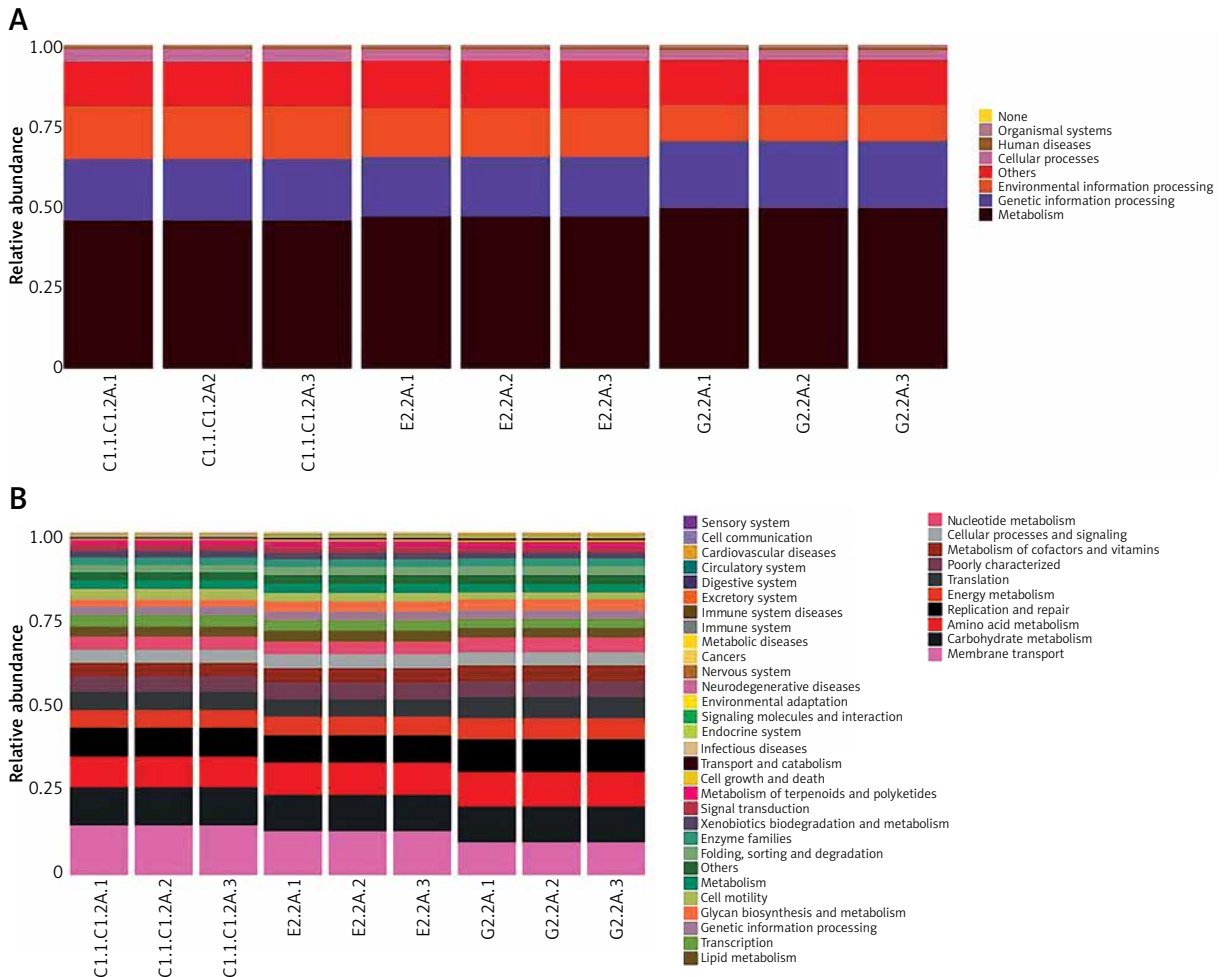 A
Relative abundance
1.00
0.75
0.50
0.25
0
C1.1.C1.2A.1
C1.1.C1.2A2
C1.1.C1.2A.3
E2.2A.1
E2.2A.2
E2.2A.3
G2.2A.1
G2.2A.2
G2.2A.3
None
Organismal systems
Human diseases
Cellular processes
Others
Environmental information processing
Genetic information processing
Metabolism
B
Relative abundance
1.00
0.75
0.50
0.25
0
C1.1.C1.2A.1
C1.1.C1.2A.2
C1.1.C1.2A.3
E2.2A.1
E2.2A.2
E2.2A.3
G2.2A.1
G2.2A.2
G2.2A.3
Sensory system
Cell communication
Cardiovascular diseases
Circulatory system
Digestive system
Excretory system
Immune system diseases
Immune system
Metabolic diseases
Cancers
Nervous system
Neurodegenerative diseases
Environmental adaptation
Signaling molecules and interaction
Endocrine system
Infectious diseases
Transport and catabolism
Cell growth and death
Metabolism of terpenoids and polyketides
Signal transduction
Xenobiotics biodegradation and metabolism
Enzyme families
Folding, sorting and degradation
Others
Metabolism
Cell motility
Glycan biosynthesis and metabolism
Genetic information processing
Transcription
Lipid metabolism
Nucleotide metabolism
Cellular processes and signaling
Metabolism of cofactors and vitamins
Poorly characterized
Translation
Energy metabolism
Replication and repair
Amino acid metabolism
Carbohydrate metabolism
Membrane transport